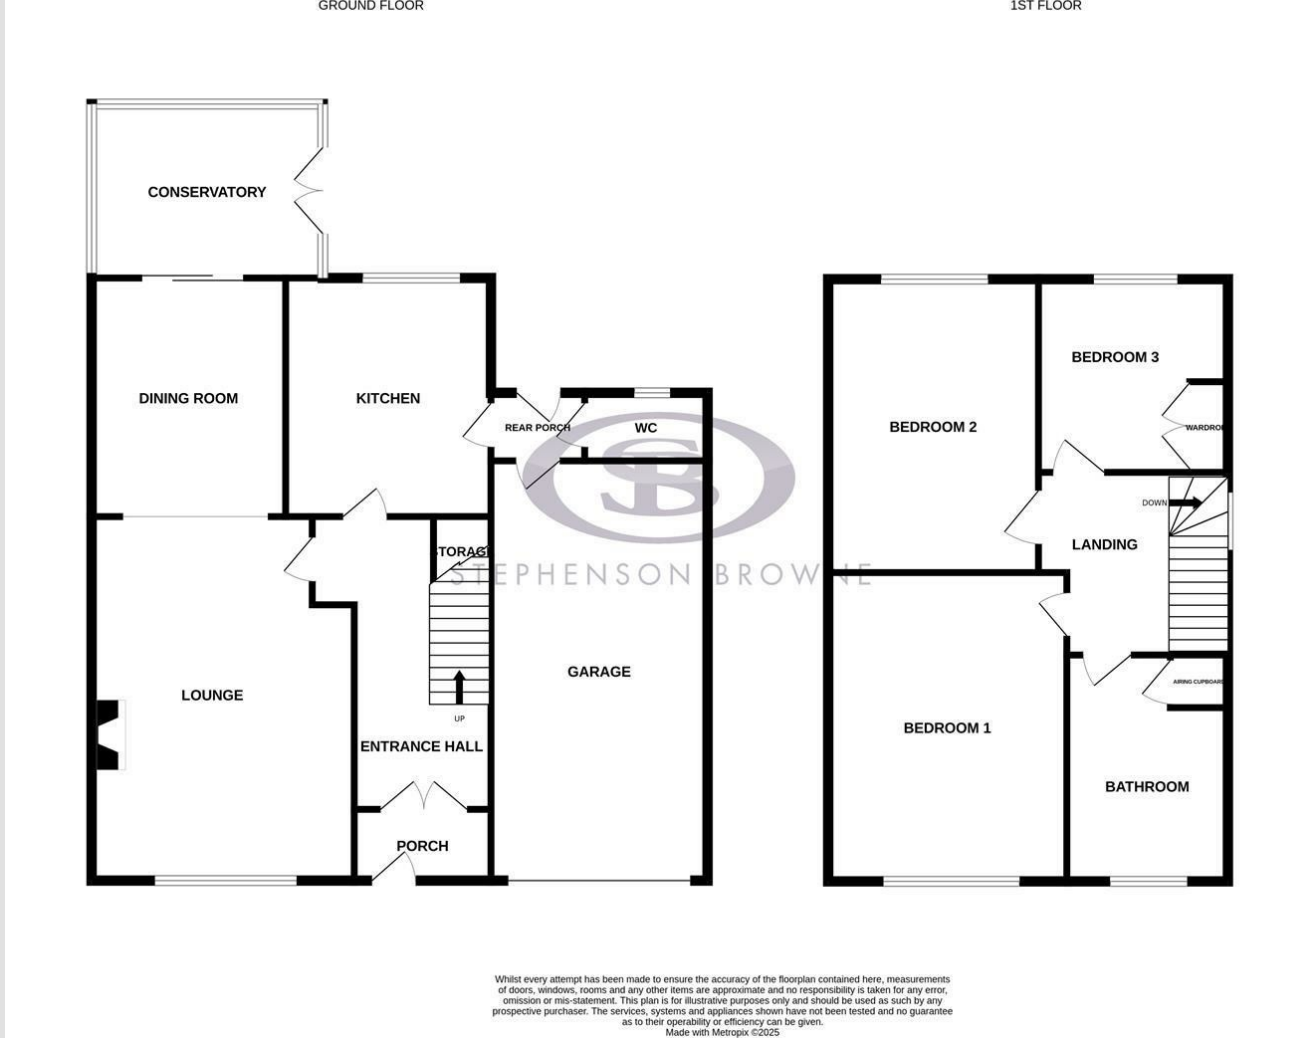 GROUND FLOOR
1ST FLOOR
CONSERVATORY
DINING ROOM
KITCHEN
REAR PORCH
WC
STORAGE
LOUNGE
GARAGE
UP
ENTRANCE HALL
PORCH
BEDROOM 3
BEDROOM 2
WARDROB
DOWN
LANDING
AIRING CUPBOARD
BEDROOM 1
BATHROOM
SB
STEPHENSON BROWNE
Whilst every attempt has been made to ensure the accuracy of the floorplan contained here, measurements
of doors, windows, rooms and any other items are approximate and no responsibility is taken for any error,
omission or mis-statement. This plan is for illustrative purposes only and should be used as such by any
prospective purchaser. The services, systems and appliances shown have not been tested and no guarantee
as to their operability or efficiency can be given.
Made with Metropix ©2025